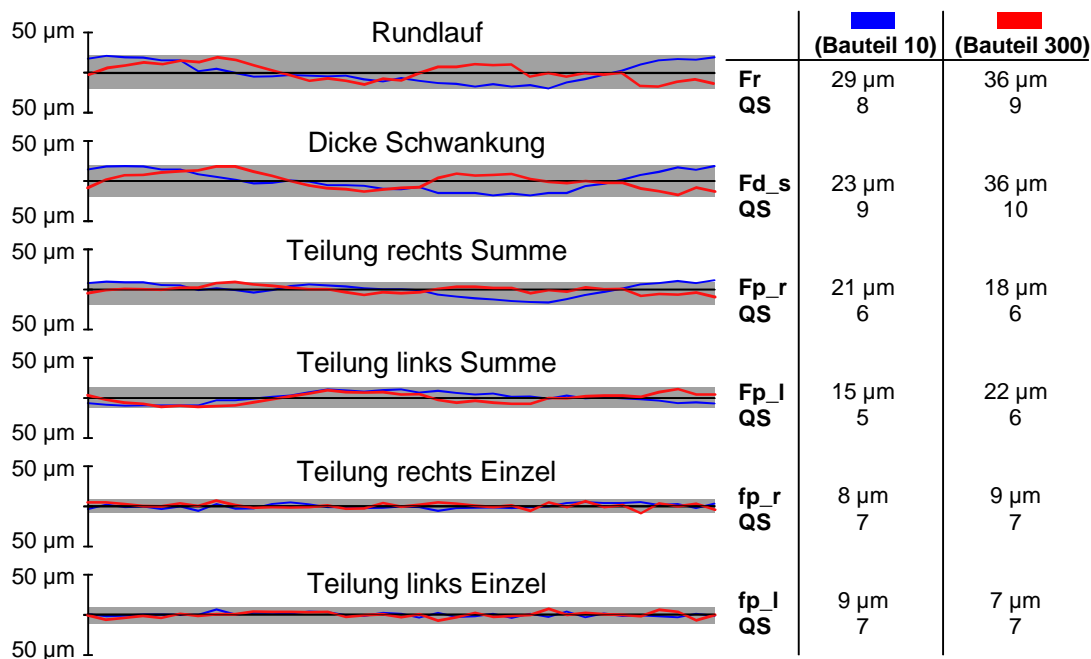 (Bauteil 10) (Bauteil 300)
50 µm Rundlauf
Fr 29 µm 36 µm
QS 8 9
50 µm
50 µm Dicke Schwankung
Fd_s 23 µm 36 µm
QS 9 10
50 µm
50 µm Teilung rechts Summe
Fp_r 21 µm 18 µm
QS 6 6
50 µm
50 µm Teilung links Summe
Fp_l 15 µm 22 µm
QS 5 6
50 µm
50 µm Teilung rechts Einzel
fp_r 8 µm 9 µm
QS 7 7
50 µm
50 µm Teilung links Einzel
fp_l 9 µm 7 µm
QS 7 7
50 µm